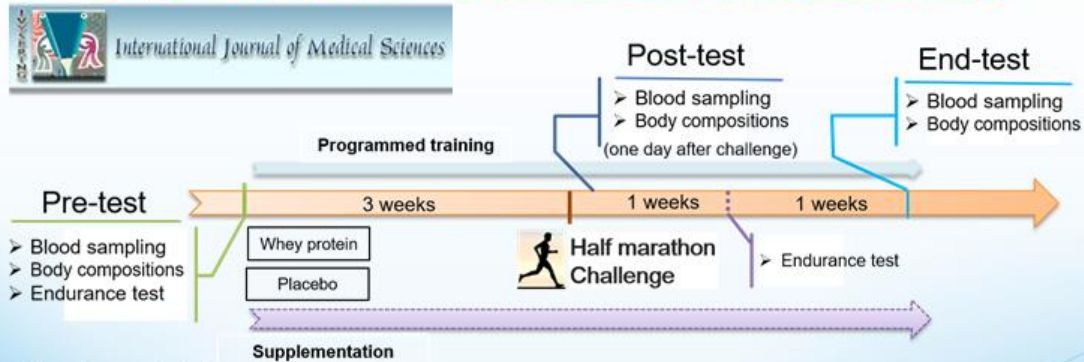 IVYSPRING
International Journal of Medical Sciences
Post-test
➢ Blood sampling
➢ Body compositions
(one day after challenge)
End-test
➢ Blood sampling
➢ Body compositions
Programmed training
Pre-test
➢ Blood sampling
➢ Body compositions
➢ Endurance test
3 weeks
1 weeks
1 weeks
Whey protein
Placebo
Half marathon
Challenge
➢ Endurance test
Supplementation